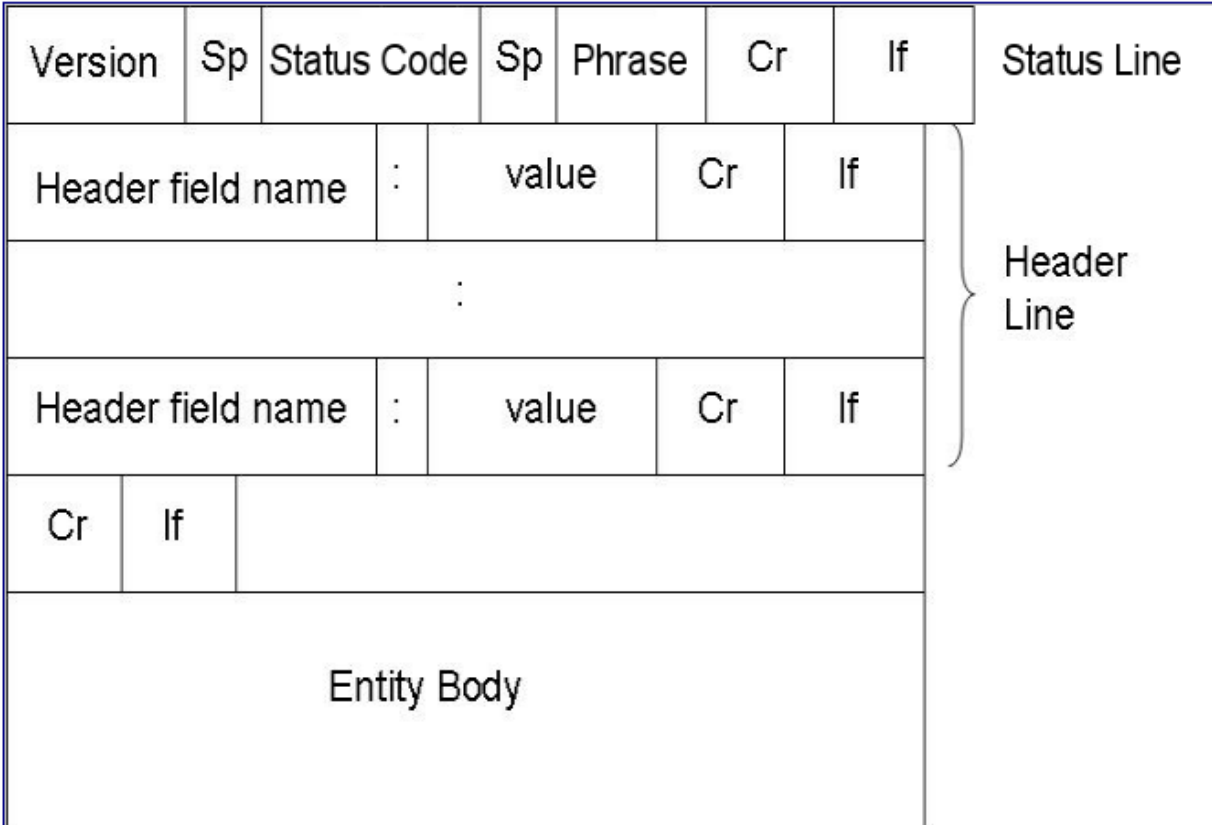 Version Sp Status Code Sp Phrase Cr lf Status Line
Header field name : value Cr lf
:
Header
Line
Header field name : value Cr lf
Cr lf
Entity Body